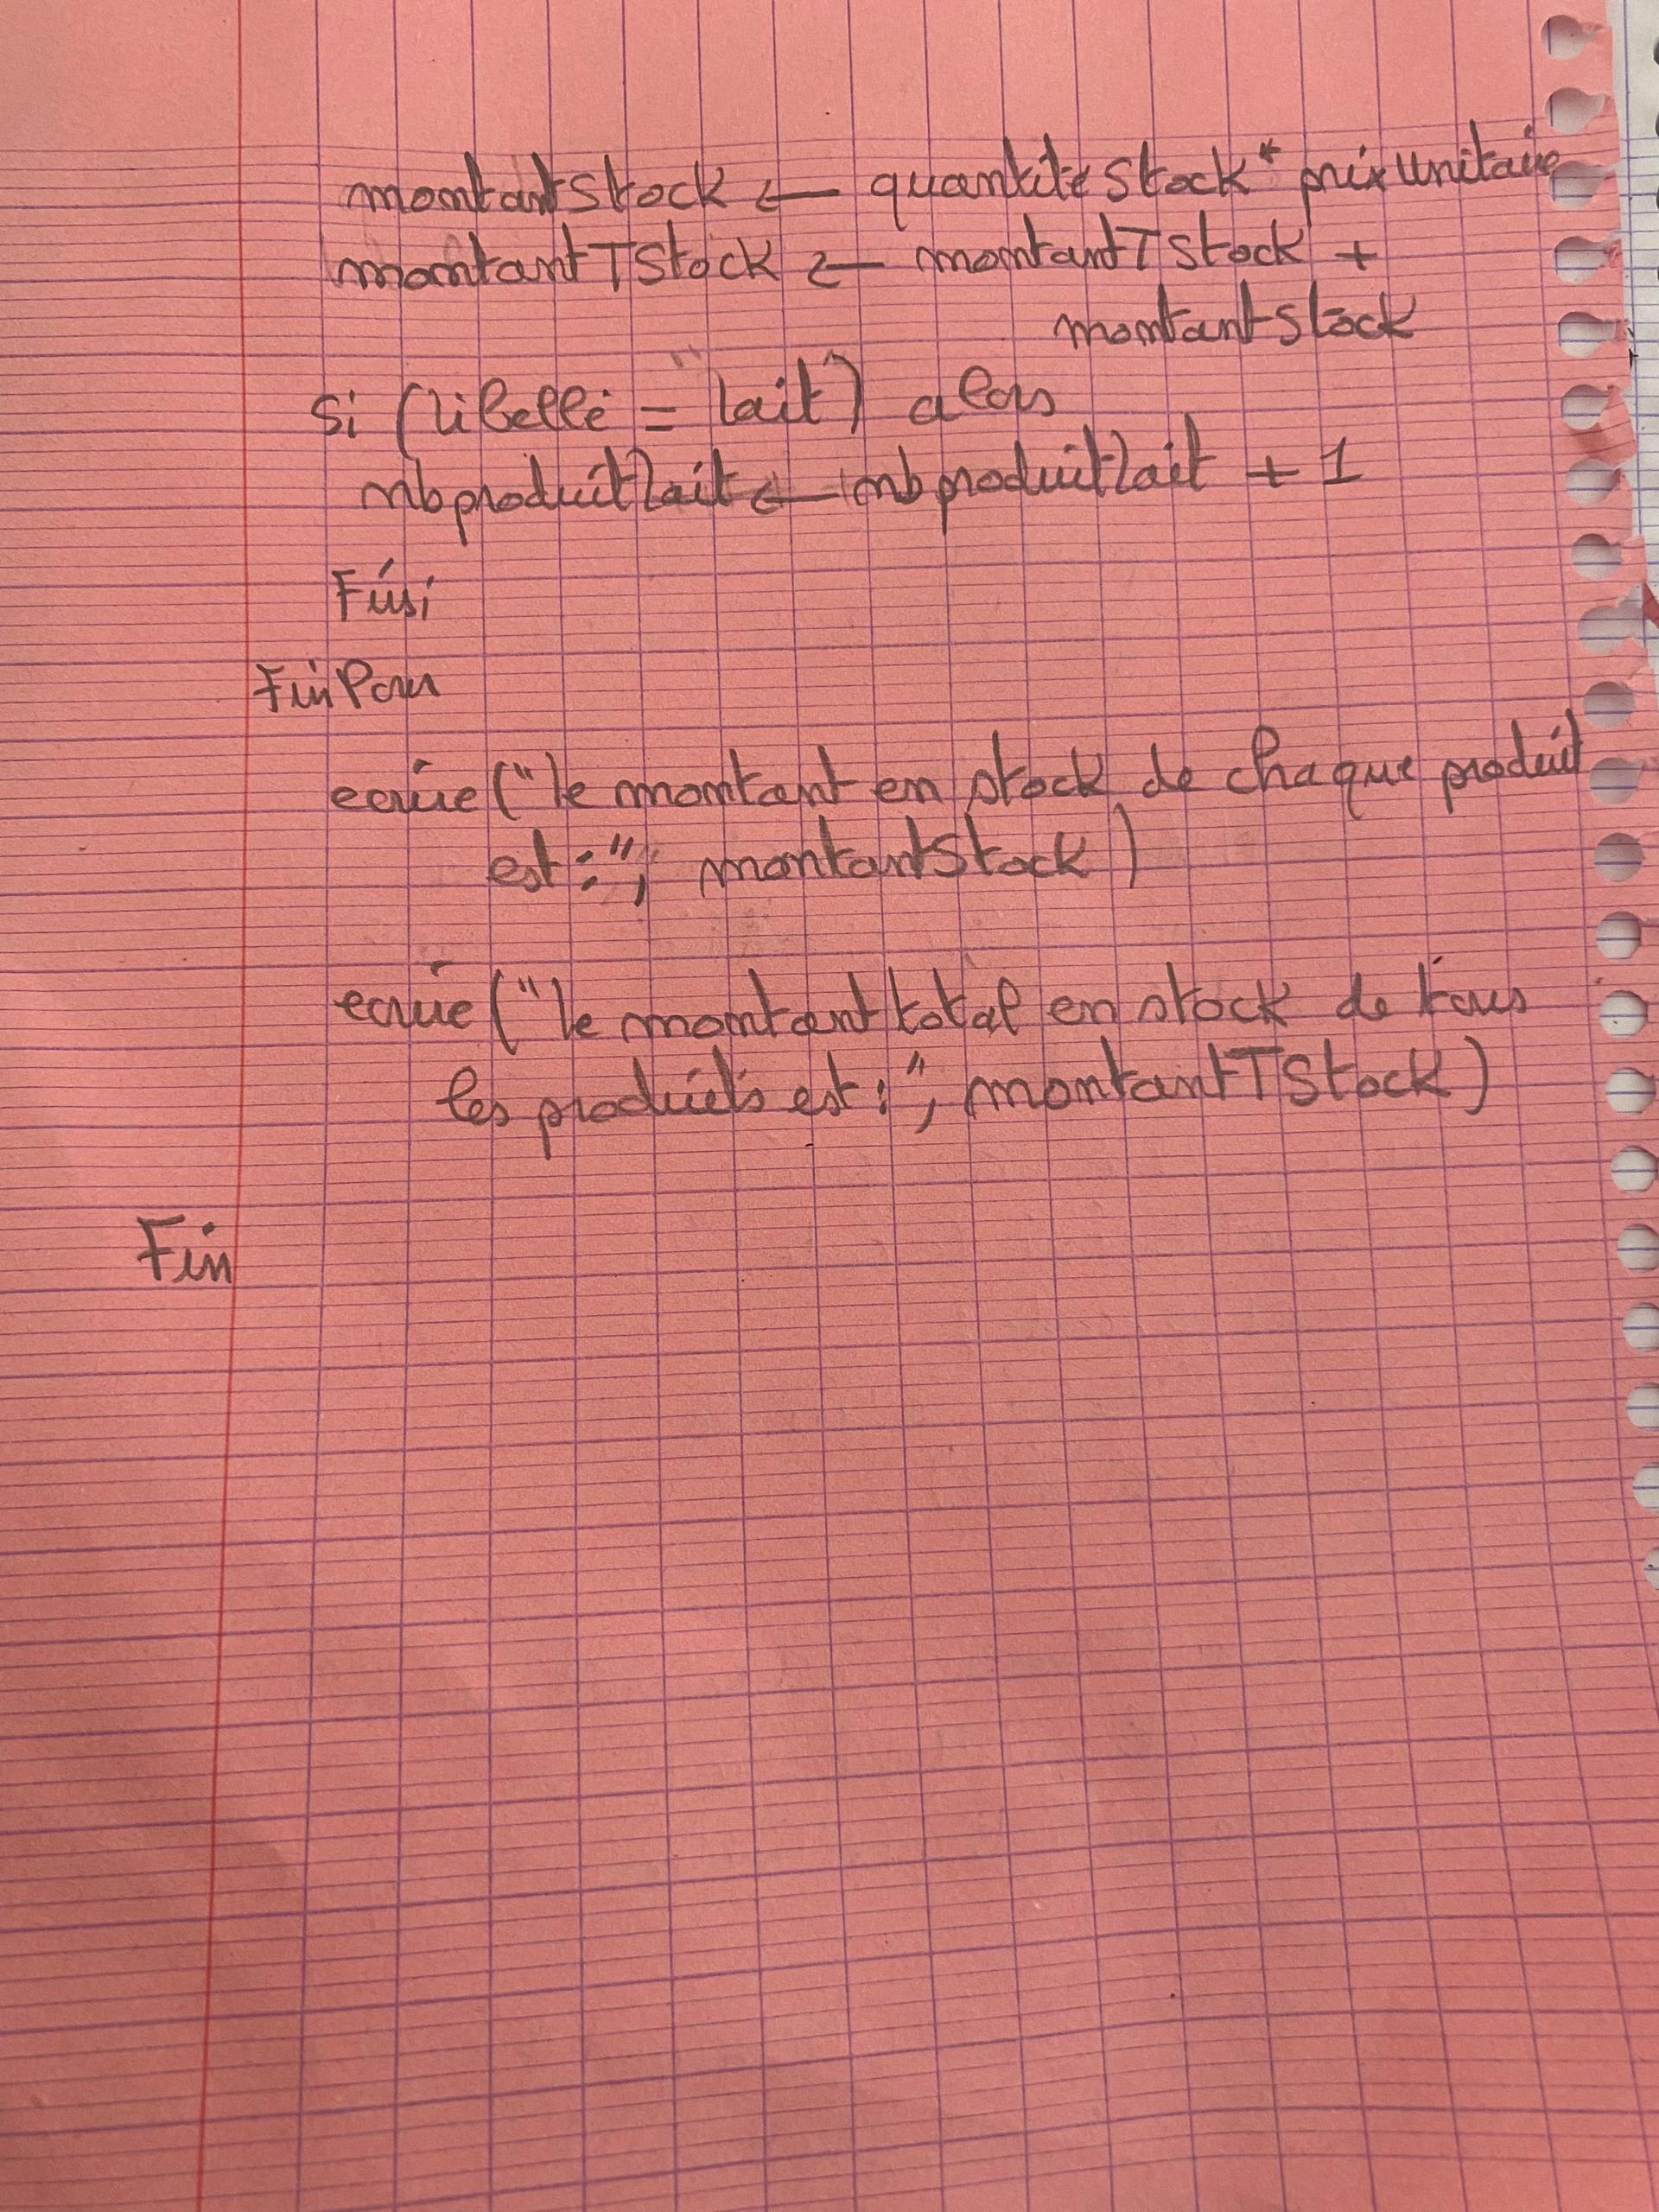 montantStock ← quantitéStock * prixunitaire
montantTStock ← montantTStock +
montantstock
si (libellé = "lait") alors
nbproduitlait ← nbproduitlait + 1
Finsi
FinPour
ecrire ("le montant en stock de chaque produit
est : ", montantStock)
ecrire ("le montant total en stock de tous
les produits est : ", montantTStock)
Fin